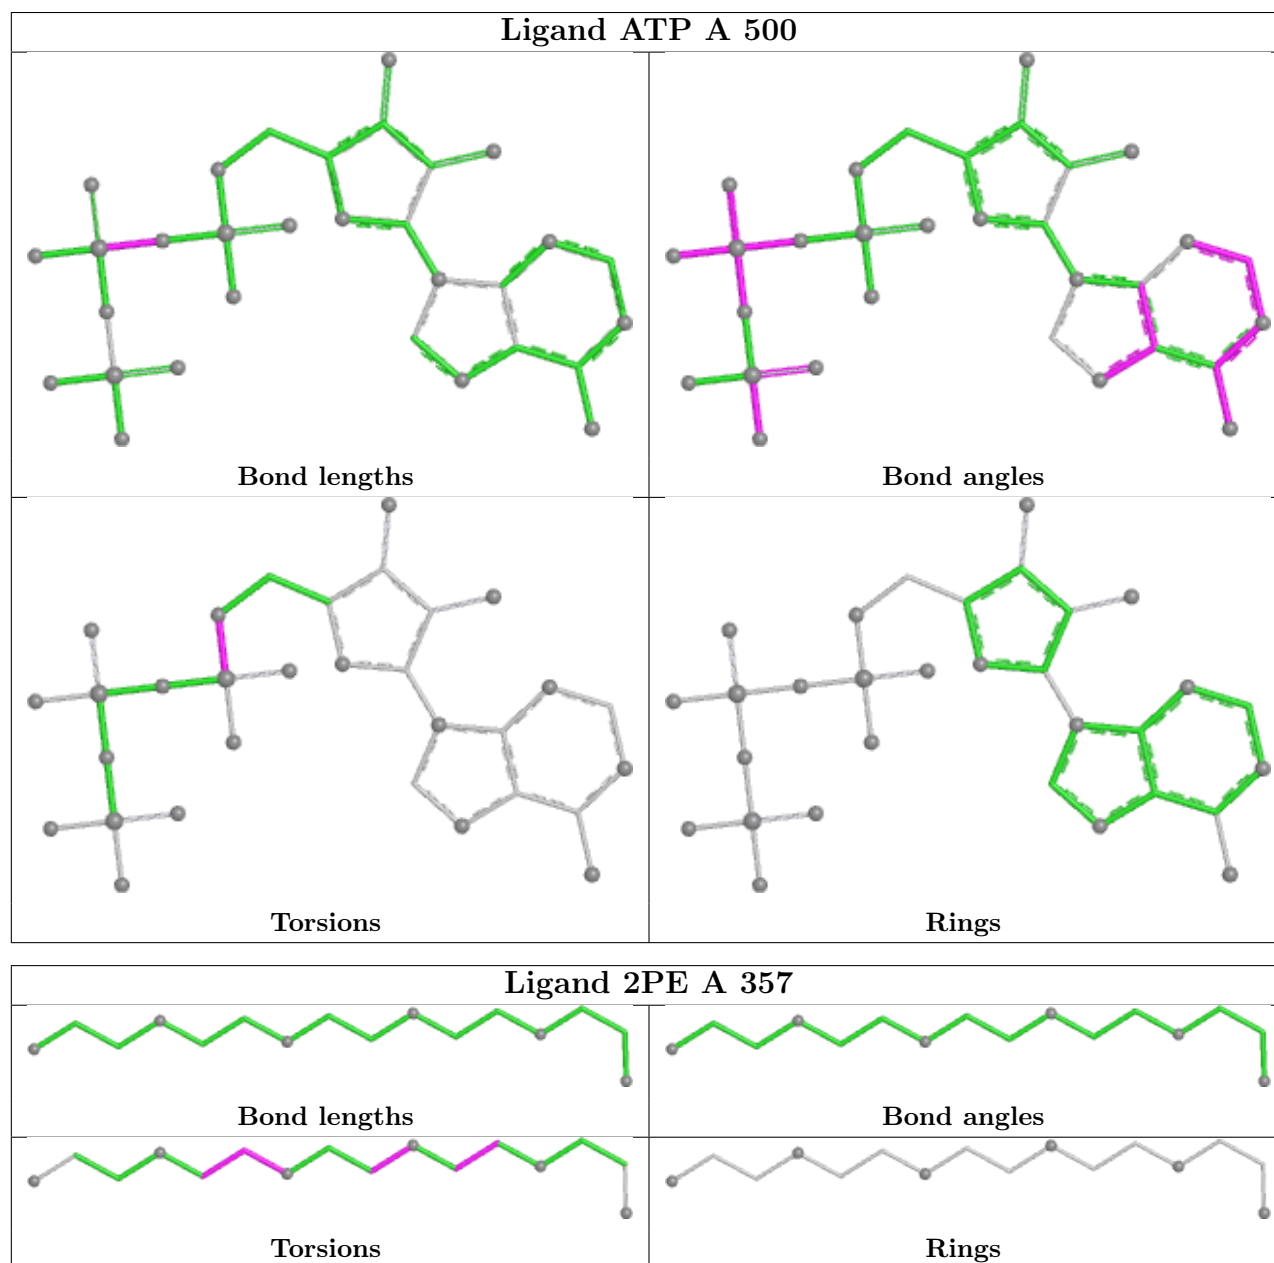 Ligand ATP A 500
Bond lengths
Bond angles
Torsions
Rings
Ligand 2PE A 357
Bond lengths
Bond angles
Torsions
Rings